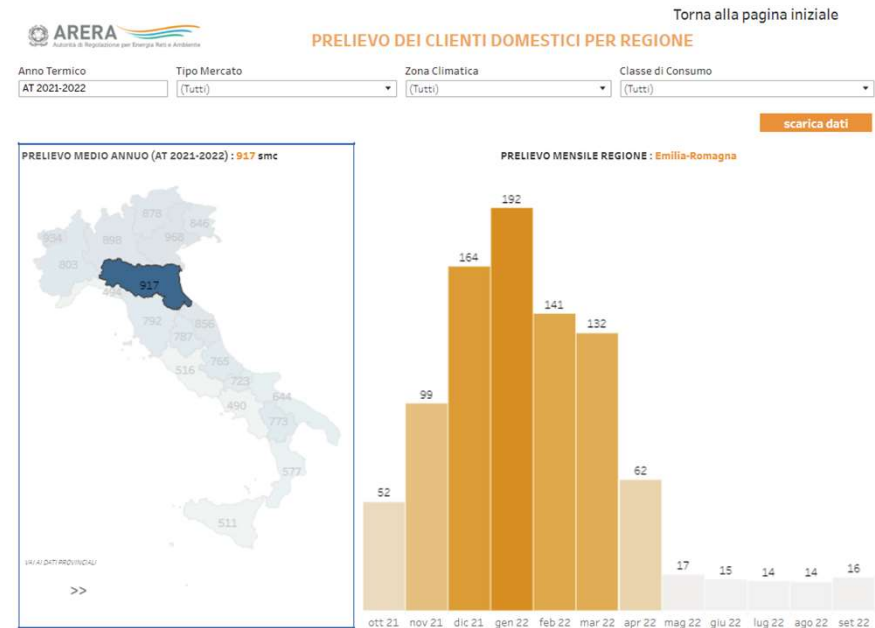 Torna alla pagina iniziale
ARERA
Autorità di Regolazione per Energia Reti e Ambiente
PRELIEVO DEI CLIENTI DOMESTICI PER REGIONE
Anno Termico Tipo Mercato Zona Climatica Classe di Consumo
AT 2021-2022 (Tutti) (Tutti) (Tutti)
scarica dati
PRELIEVO MEDIO ANNUO (AT 2021-2022) : 917 smc
878
846
934 898 966
803
917
494
792 856
787
765
516
723
490 644
773
577
511
VAI AI DATI PROVINCIALI
>>
PRELIEVO MENSILE REGIONE : Emilia-Romagna
192
164
141
132
99
62
52
17 15 14 14 16
ott 21 nov 21 dic 21 gen 22 feb 22 mar 22 apr 22 mag 22 giu 22 lug 22 ago 22 set 22